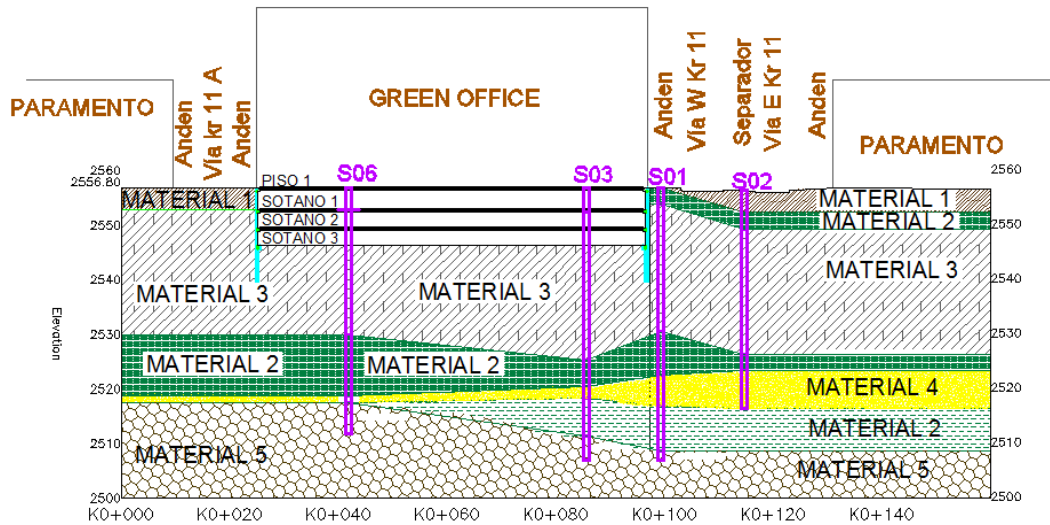 PARAMENTO
Anden
Vía kr 11 A
Anden
GREEN OFFICE
Anden
Vía W Kr 11
Separador
Vía E Kr 11
Anden
PARAMENTO
2560
2556.80
2550
2540
2530
2520
2510
2500
Elevation
2560
2550
2540
2530
2520
2510
2500
PISO 1
SOTANO 1
SOTANO 2
SOTANO 3
S06
S03
S01
S02
MATERIAL 1
MATERIAL 1
MATERIAL 2
MATERIAL 3
MATERIAL 3
MATERIAL 3
MATERIAL 2
MATERIAL 2
MATERIAL 4
MATERIAL 2
MATERIAL 5
MATERIAL 5
K0+000
K0+020
K0+040
K0+060
K0+080
K0+100
K0+120
K0+140